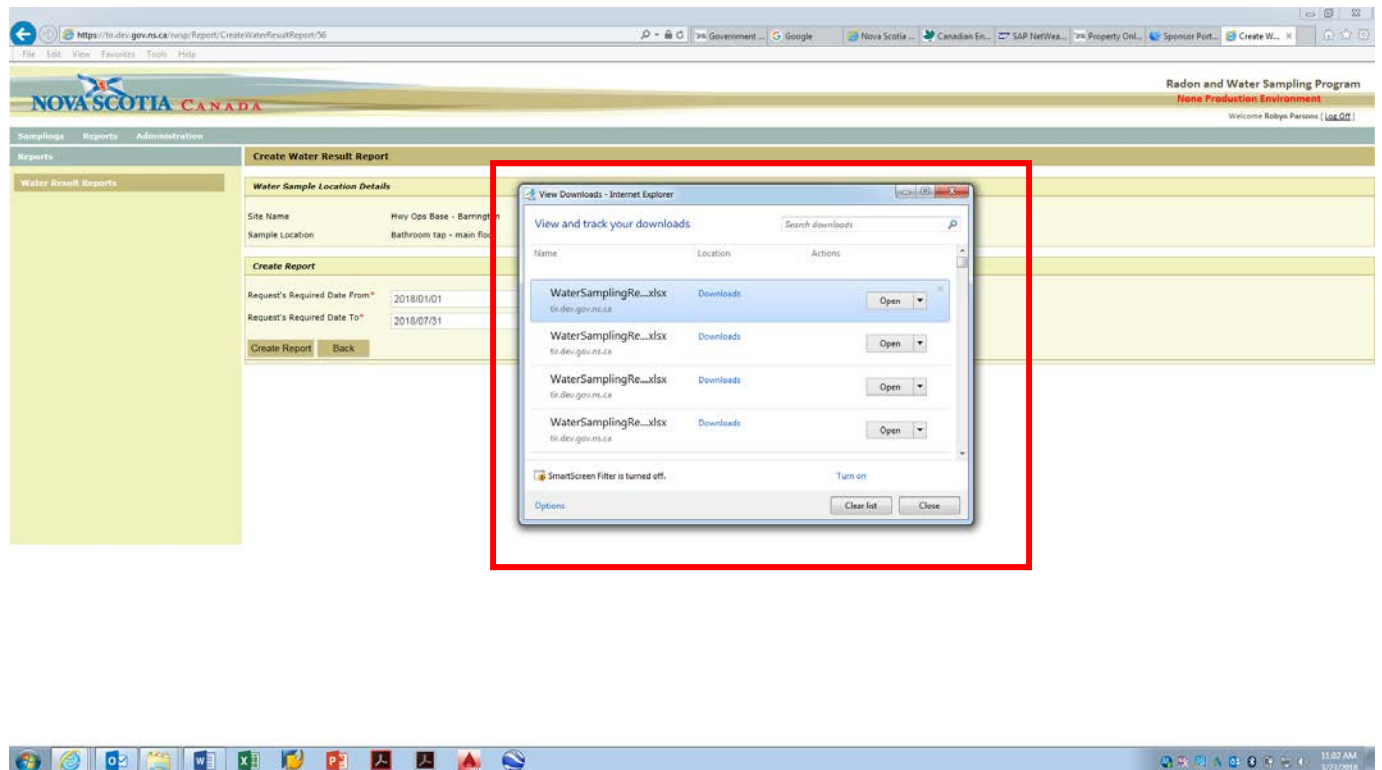 https://tir.dev.gov.ns.ca/rwsp/Report/CreateWaterResultReport/56
Government ...
Google
Nova Scotia ...
Canadian En...
SAP NetWea...
Property Onl...
Sponsor Port...
Create W...
File Edit View Favorites Tools Help
NOVA SCOTIA CANADA
Radon and Water Sampling Program
None Production Environment
Welcome Robyn Parsons [ Log Off ]
Samplings Reports Administration
Reports
Water Result Reports
Create Water Result Report
Water Sample Location Details
Site Name Hwy Ops Base - Barrington
Sample Location Bathroom tap - main floo
Create Report
Request's Required Date From* 2018/01/01
Request's Required Date To* 2018/07/31
Create Report Back
View Downloads - Internet Explorer
View and track your downloads
Search downloads
Name Location Actions
WaterSamplingRe....xlsx Downloads Open
tir.dev.gov.ns.ca
WaterSamplingRe....xlsx Downloads Open
tir.dev.gov.ns.ca
WaterSamplingRe....xlsx Downloads Open
tir.dev.gov.ns.ca
WaterSamplingRe....xlsx Downloads Open
tir.dev.gov.ns.ca
SmartScreen Filter is turned off. Turn on
Options Clear list Close
11:02 AM
3/23/2018